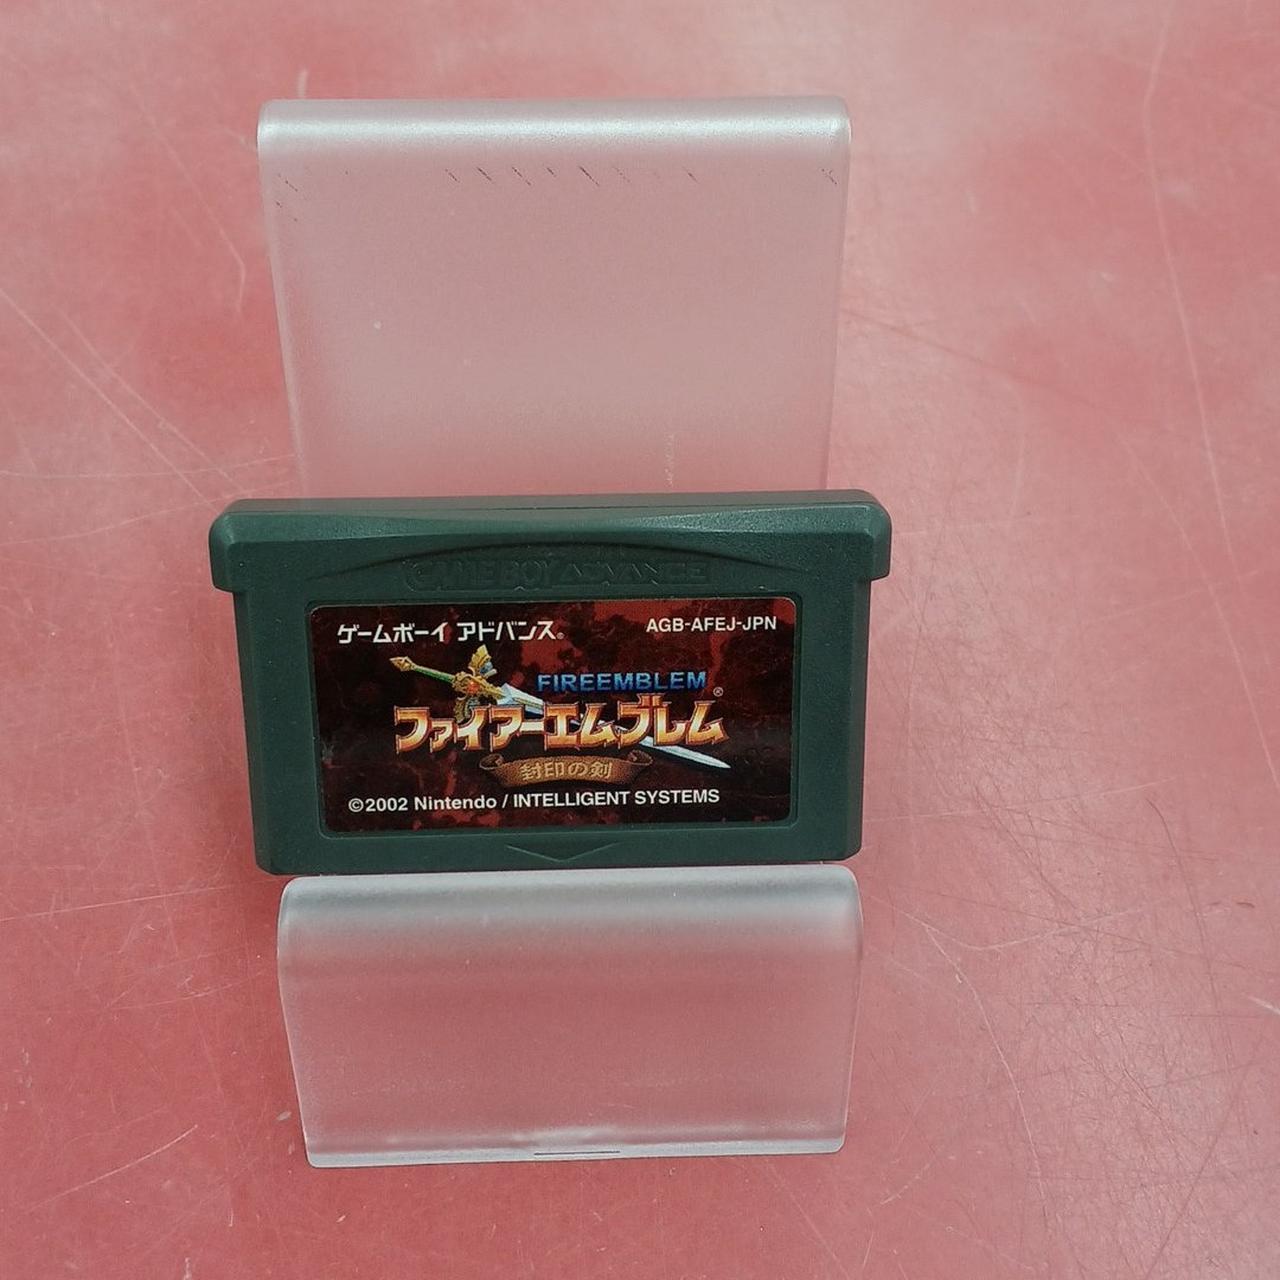 GAME BOY ADVANCE
ゲームボーイ アドバンス®
AGB-AFEJ-JPN
FIREEMBLEM
ファイアーエムブレム®
封印の剣
©2002 Nintendo / INTELLIGENT SYSTEMS